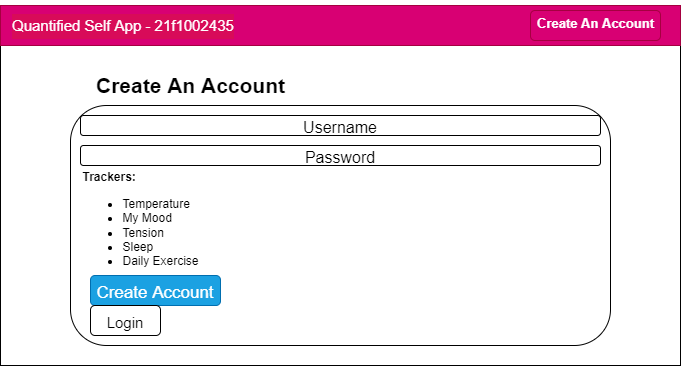 Quantified Self App - 21f1002435
Create An Account
Create An Account
Username
Password
Trackers:
Temperature
My Mood
Tension
Sleep
Daily Exercise
Create Account
Login